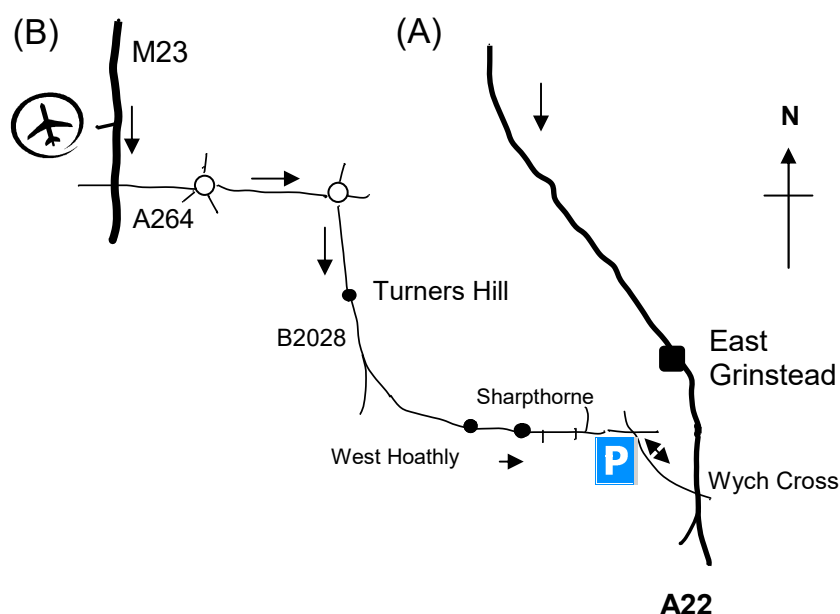 (B)
(A)
M23
N
A264
Turners Hill
B2028
East
Grinstead
Sharpthorne
West Hoathly
P
Wych Cross
A22